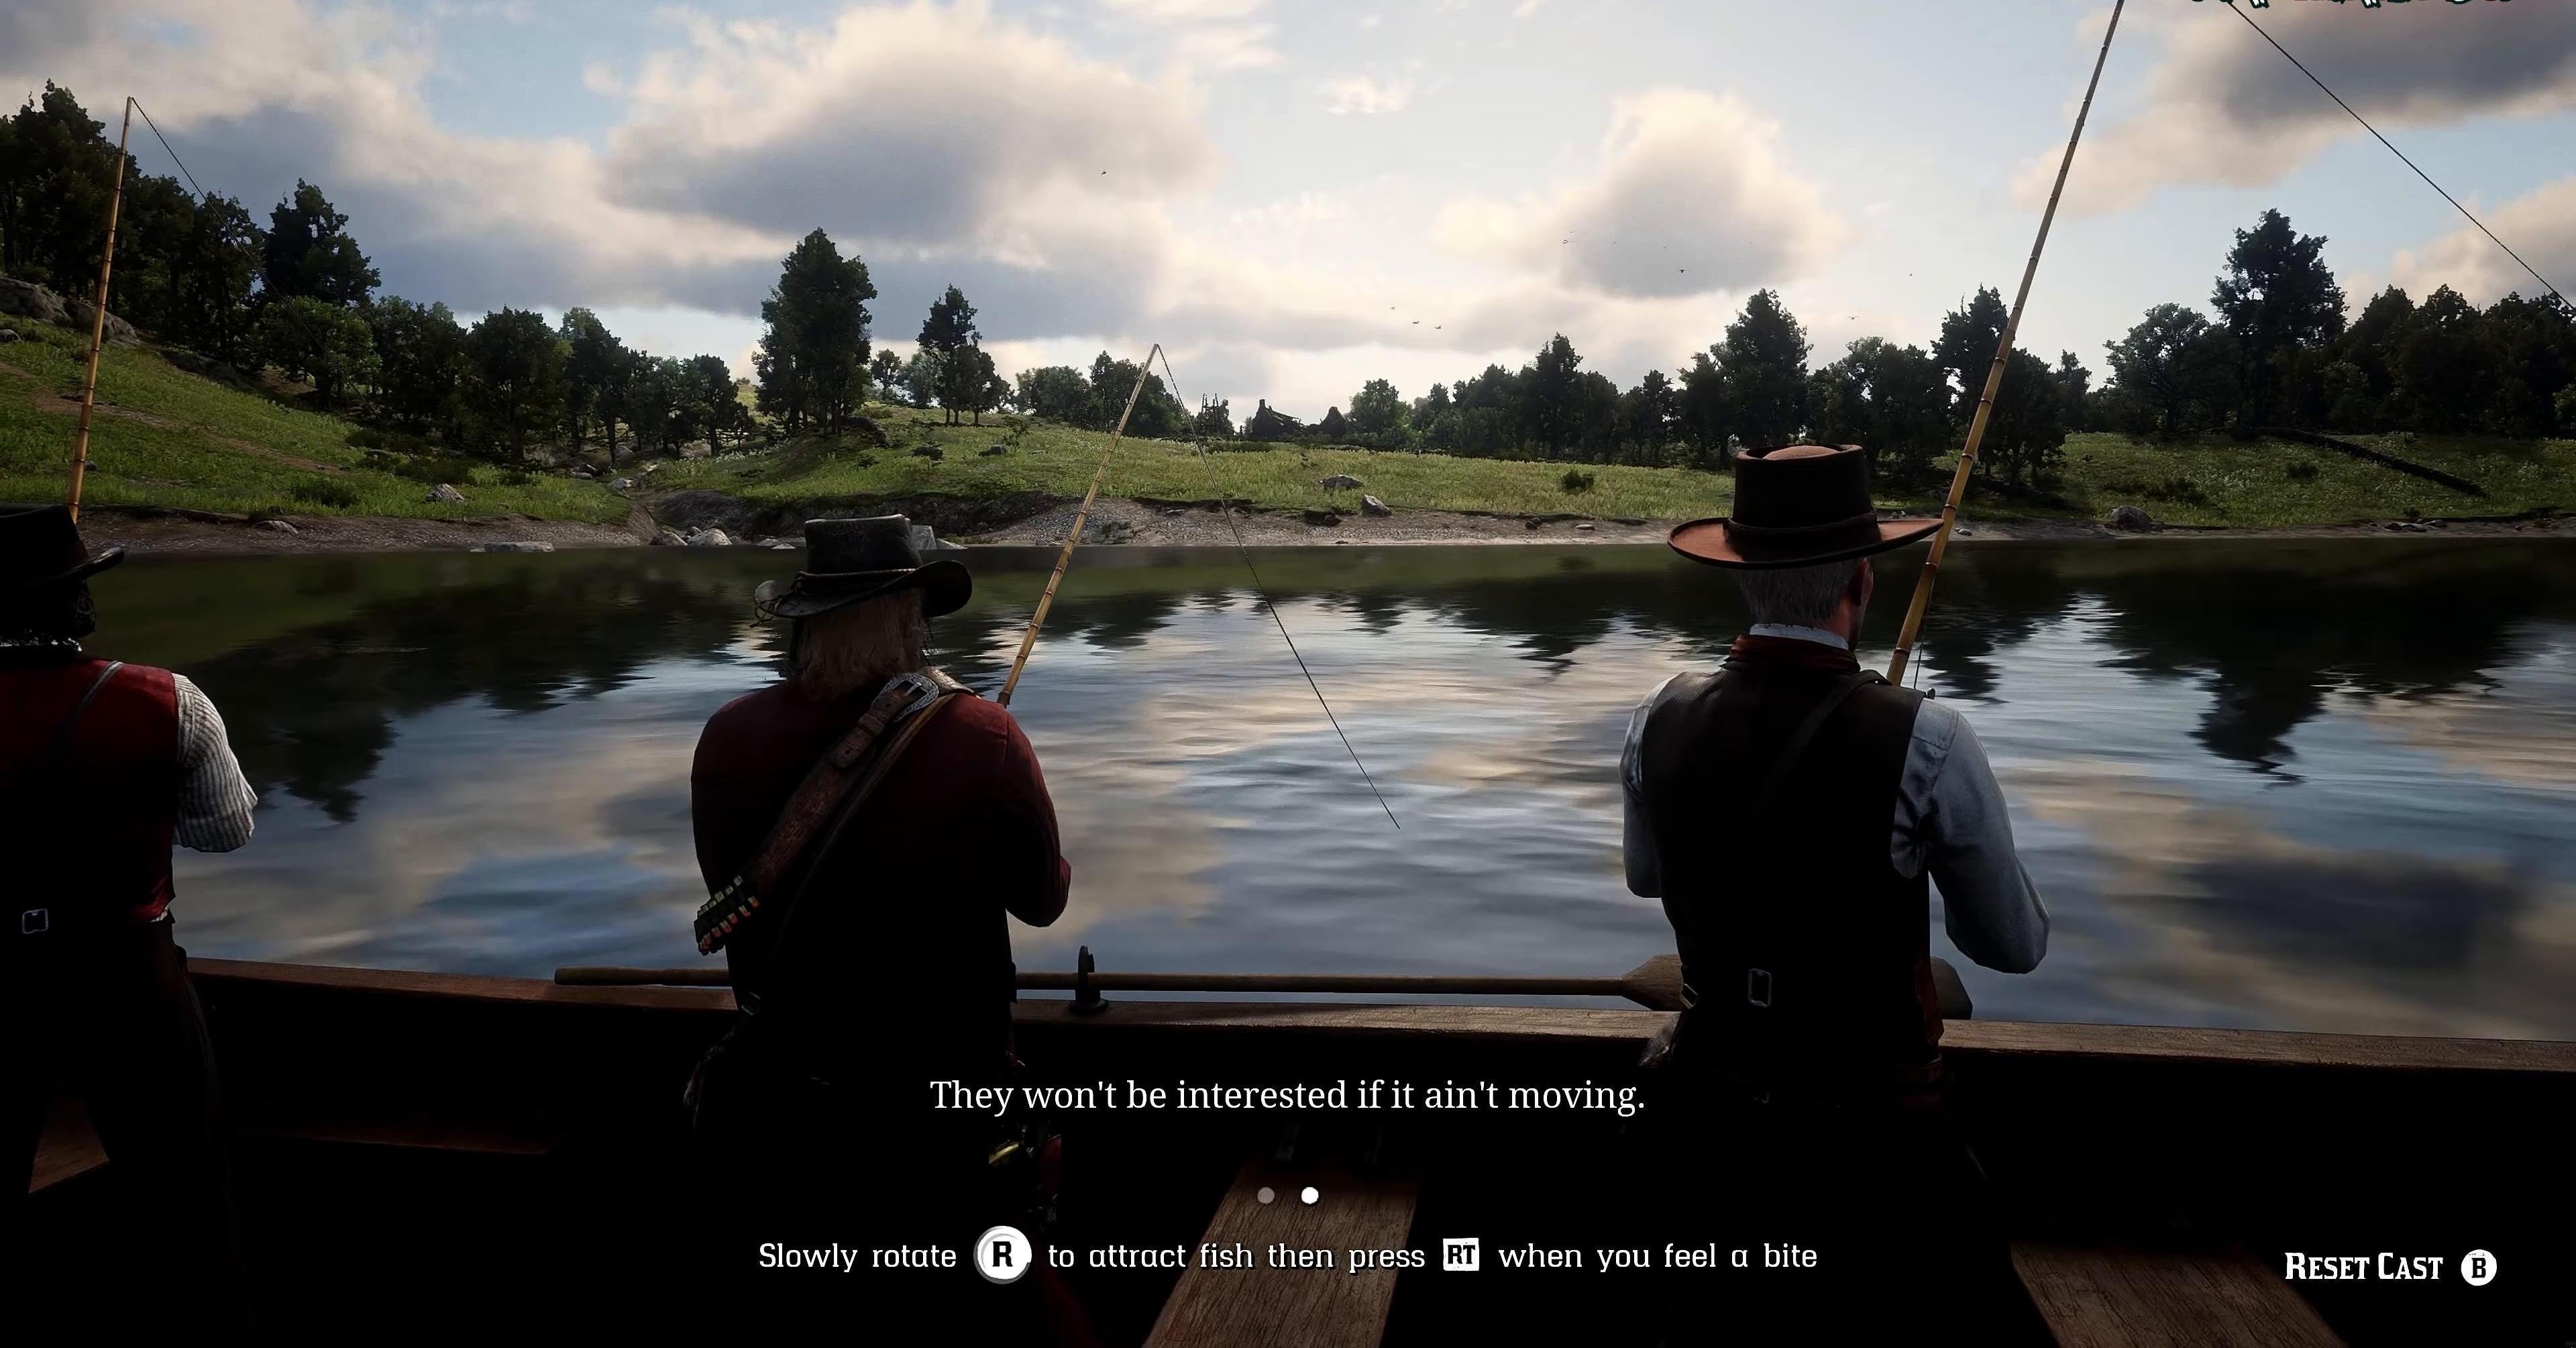 They won't be interested if it ain't moving.
Slowly rotate R to attract fish then press RT when you feel a bite
RESET CAST B